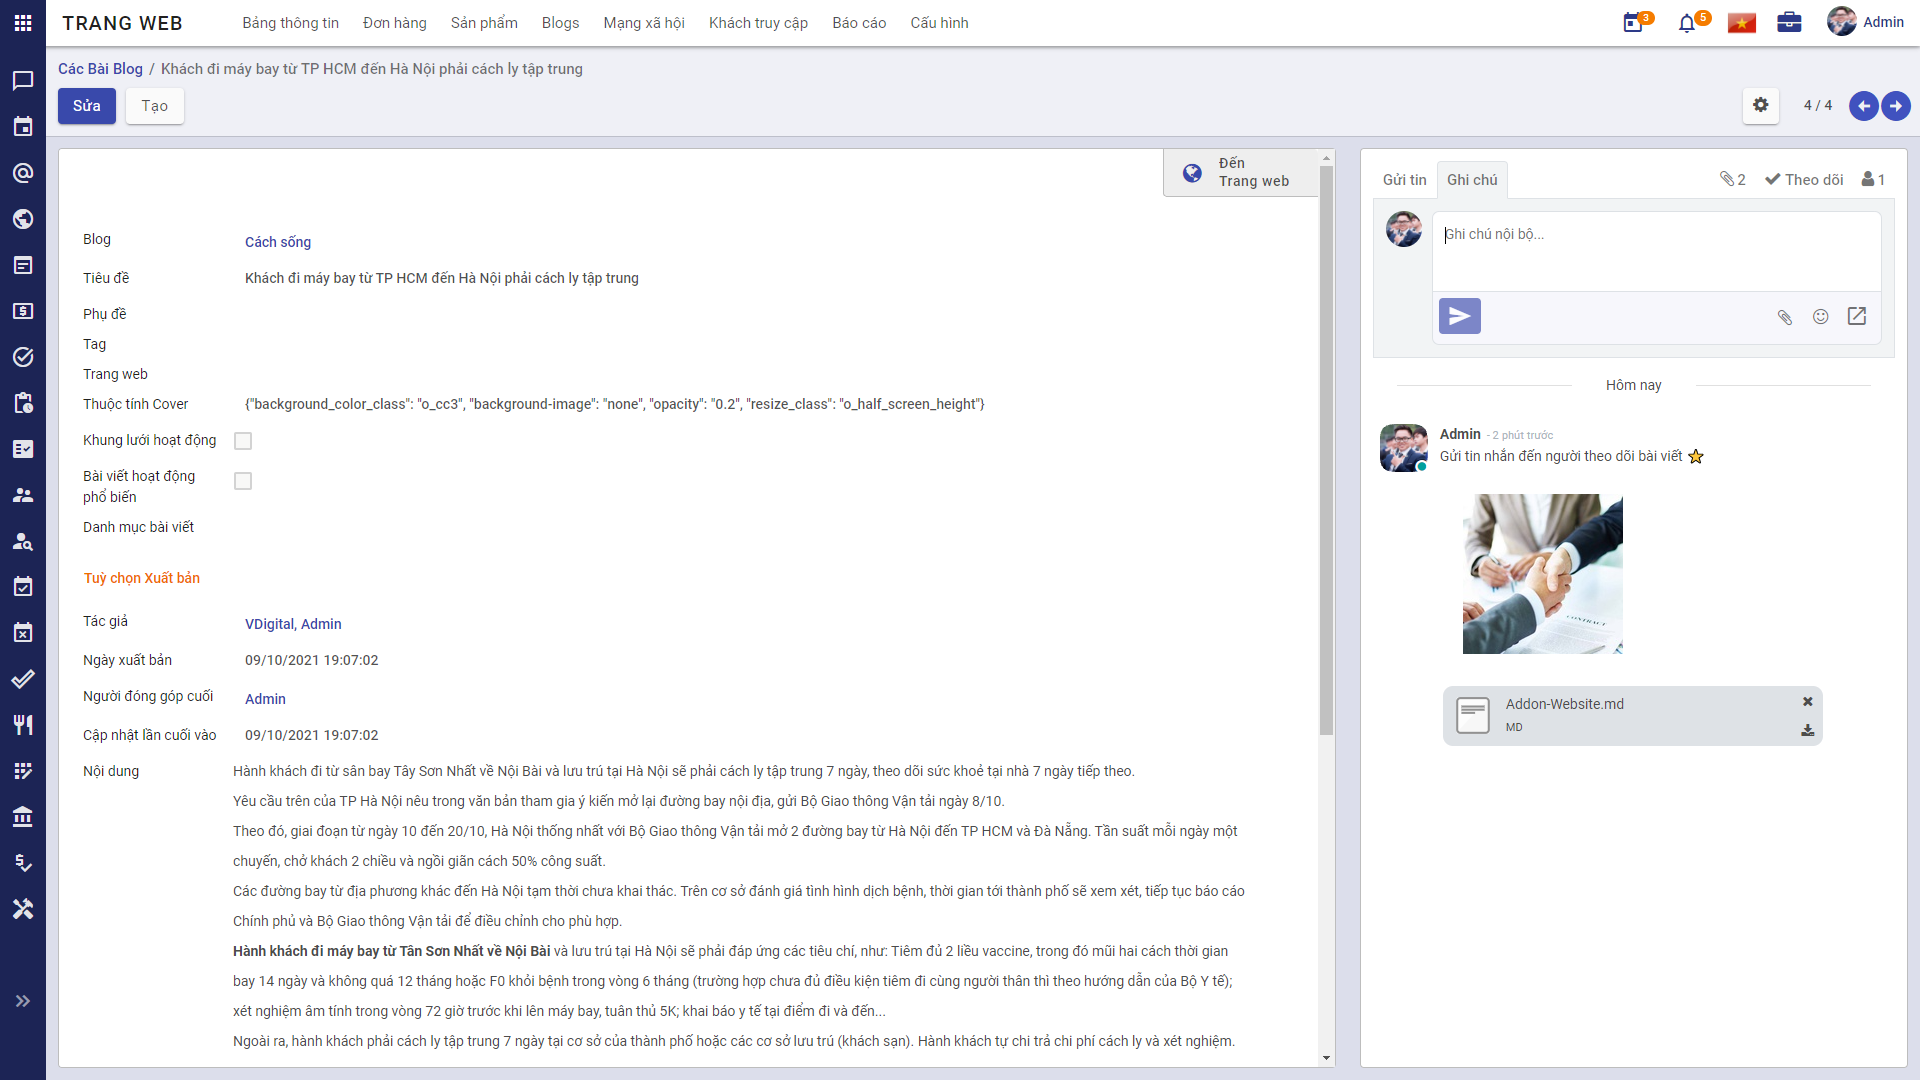 TRANG WEB
Bảng thông tin
Đơn hàng
Sản phẩm
Blogs
Mạng xã hội
Khách truy cập
Báo cáo
Cấu hình
3
5
Admin
Các Bài Blog / Khách đi máy bay từ TP HCM đến Hà Nội phải cách ly tập trung
Sửa
Tạo
4 / 4
Đến
Trang web
Blog
Cách sống
Tiêu đề
Khách đi máy bay từ TP HCM đến Hà Nội phải cách ly tập trung
Phụ đề
Tag
Trang web
Thuộc tính Cover
{"background_color_class": "o_cc3", "background-image": "none", "opacity": "0.2", "resize_class": "o_half_screen_height"}
Khung lưới hoạt động
Bài viết hoạt động
phổ biến
Danh mục bài viết
Tuỳ chọn Xuất bản
Tác giả
VDigital, Admin
Ngày xuất bản
09/10/2021 19:07:02
Người đóng góp cuối
Admin
Cập nhật lần cuối vào
09/10/2021 19:07:02
Nội dung
Hành khách đi từ sân bay Tây Sơn Nhất về Nội Bài và lưu trú tại Hà Nội sẽ phải cách ly tập trung 7 ngày, theo dõi sức khoẻ tại nhà 7 ngày tiếp theo.
Yêu cầu trên của TP Hà Nội nêu trong văn bản tham gia ý kiến mở lại đường bay nội địa, gửi Bộ Giao thông Vận tải ngày 8/10.
Theo đó, giai đoạn từ ngày 10 đến 20/10, Hà Nội thống nhất với Bộ Giao thông Vận tải mở 2 đường bay từ Hà Nội đến TP HCM và Đà Nẵng. Tần suất mỗi ngày một
chuyến, chở khách 2 chiều và ngồi giãn cách 50% công suất.
Các đường bay từ địa phương khác đến Hà Nội tạm thời chưa khai thác. Trên cơ sở đánh giá tình hình dịch bệnh, thời gian tới thành phố sẽ xem xét, tiếp tục báo cáo
Chính phủ và Bộ Giao thông Vận tải để điều chỉnh cho phù hợp.
Hành khách đi máy bay từ Tân Sơn Nhất về Nội Bài và lưu trú tại Hà Nội sẽ phải đáp ứng các tiêu chí, như: Tiêm đủ 2 liều vaccine, trong đó mũi hai cách thời gian
bay 14 ngày và không quá 12 tháng hoặc F0 khỏi bệnh trong vòng 6 tháng (trường hợp chưa đủ điều kiện tiêm đi cùng người thân thì theo hướng dẫn của Bộ Y tế);
xét nghiệm âm tính trong vòng 72 giờ trước khi lên máy bay, tuân thủ 5K; khai báo y tế tại điểm đi và đến...
Ngoài ra, hành khách phải cách ly tập trung 7 ngày tại cơ sở của thành phố hoặc các cơ sở lưu trú (khách sạn). Hành khách tự chi trả chi phí cách ly và xét nghiệm.
Gửi tin
Ghi chú
2
Theo dõi
1
Ghi chú nội bộ...
Hôm nay
Admin - 2 phút trước
Gửi tin nhắn đến người theo dõi bài viết
CONTRACT
Addon-Website.md
MD